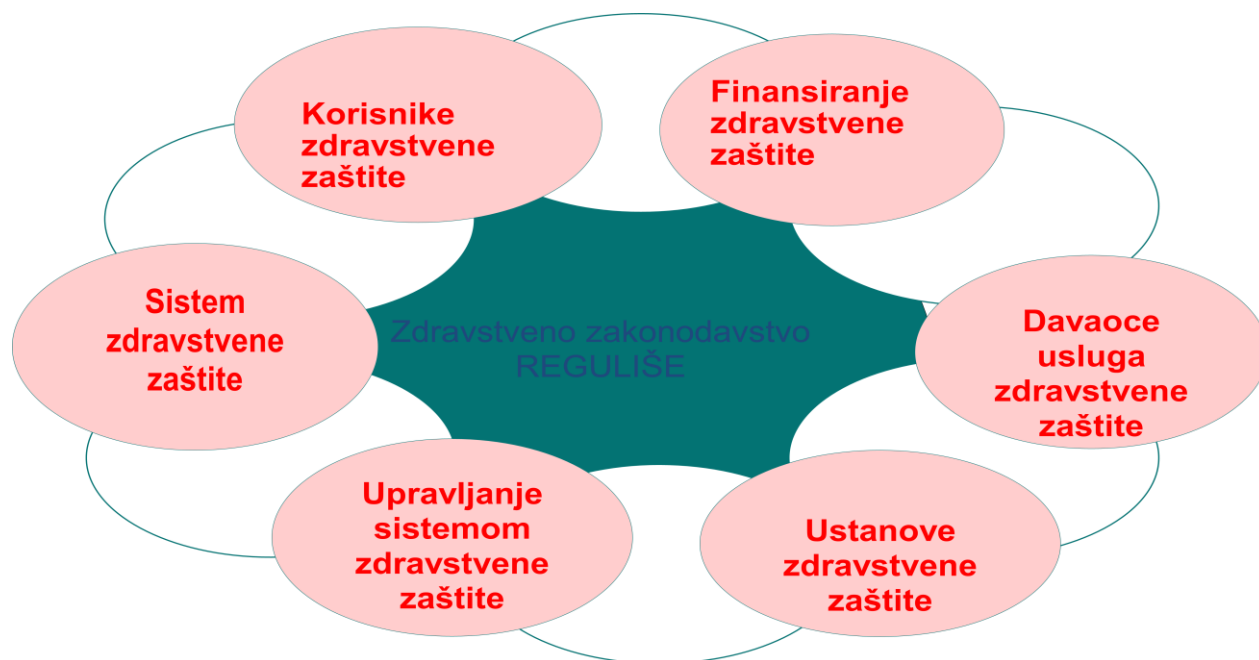 Korisnike
zdravstvene
zaštite
Finansiranje
zdravstvene
zaštite
Sistem
zdravstvene
zaštite
Zdravstveno zakonodavstvo
REGULIŠE
Davaoce
usluga
zdravstvene
zaštite
Upravljanje
sistemom
zdravstvene
zaštite
Ustanove
zdravstvene
zaštite